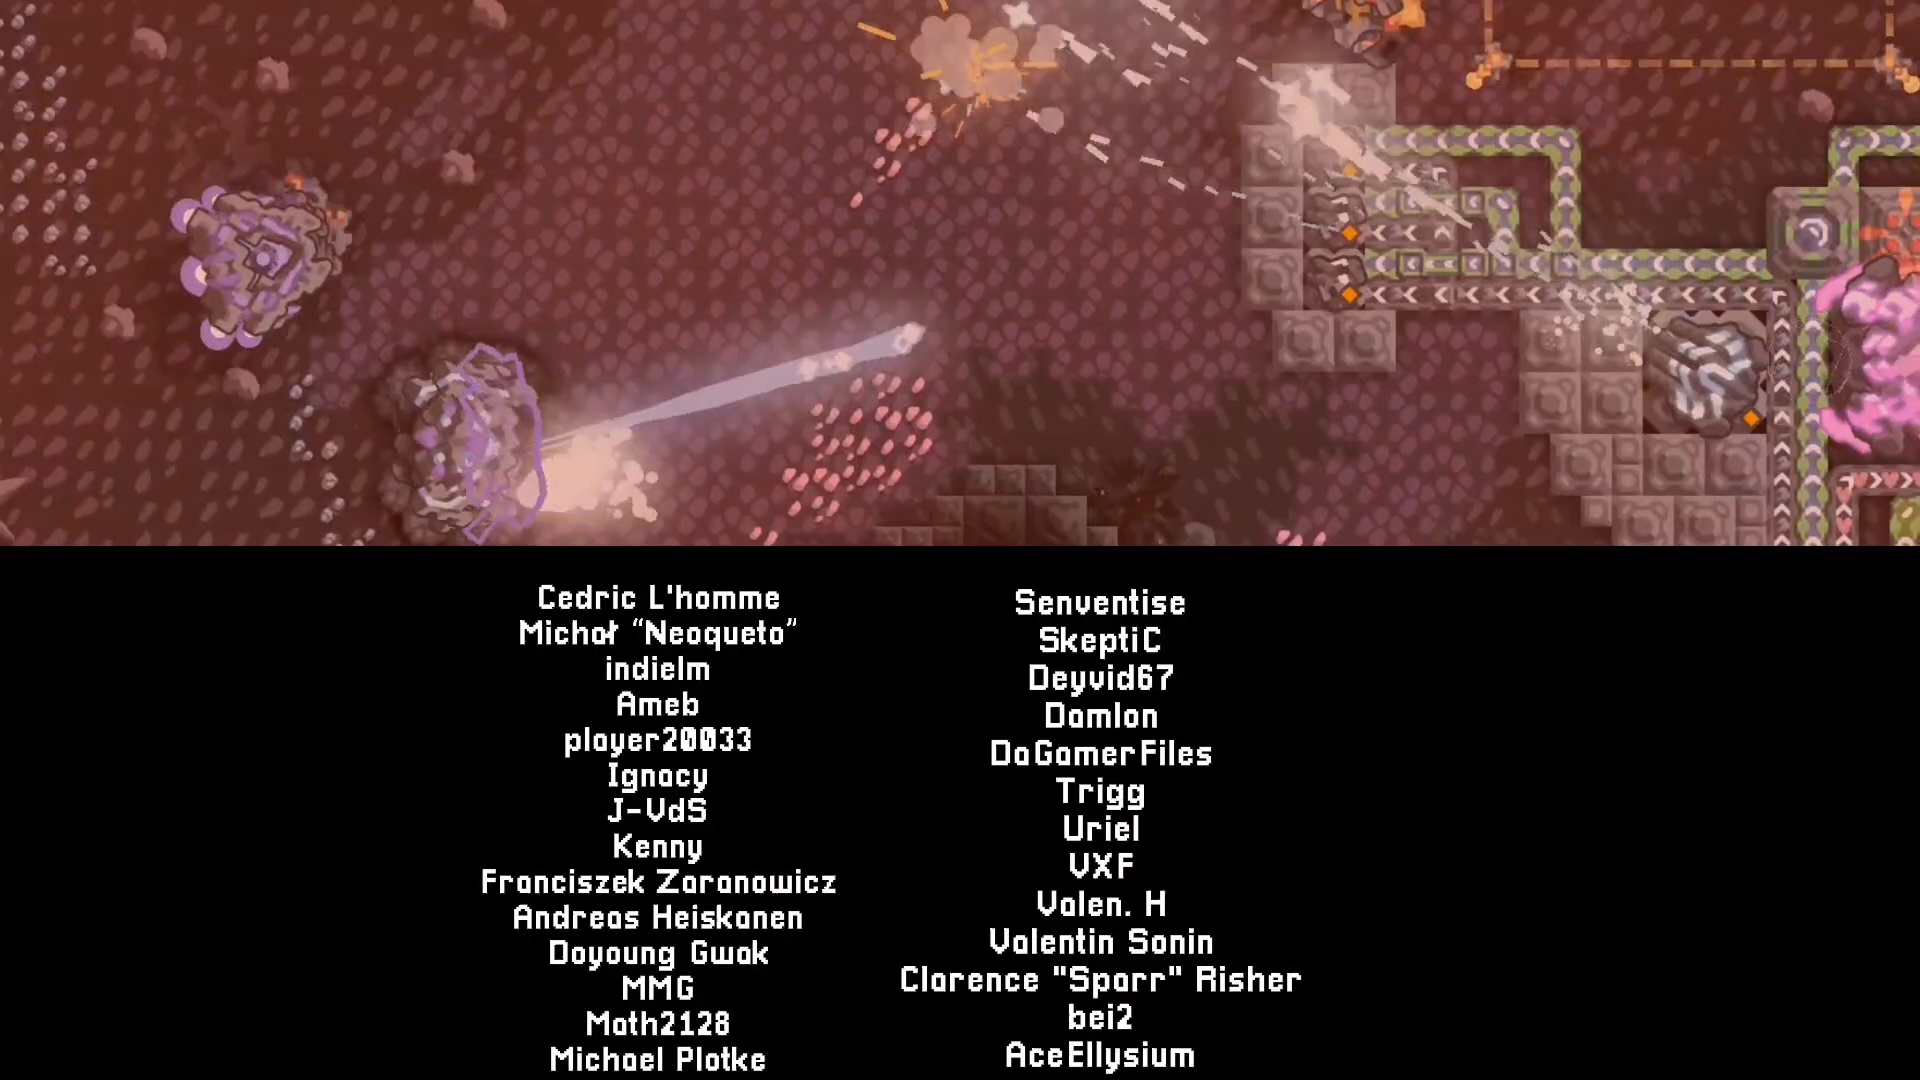 Cedric L'homme
Michał “Neoqueto”
indielm
Ameb
player20033
Ignacy
J-VdS
Kenny
Franciszek Zaranowicz
Andreas Heiskanen
Doyoung Gwak
MMG
Math2128
Michael Plotke
Senventise
SkeptiC
Deyvid67
Damlon
DaGamerFiles
Trigg
Uriel
VXF
Valen. H
Valentin Sonin
Clarence "Sparr" Risher
bei2
AceEllysium